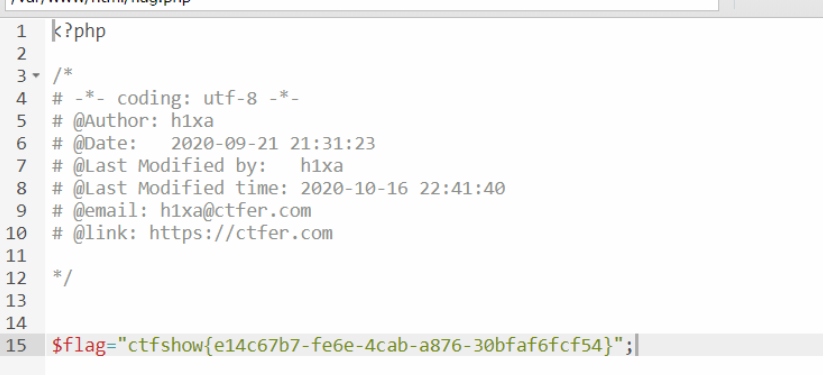 /var/www/html/flag.php
1 <?php
2
3 /*
4 # -*- coding: utf-8 -*-
5 # @Author: h1xa
6 # @Date:   2020-09-21 21:31:23
7 # @Last Modified by:   h1xa
8 # @Last Modified time: 2020-10-16 22:41:40
9 # @email: h1xa@ctfer.com
10 # @link: https://ctfer.com
11
12 */
13
14
15 $flag="ctfshow{e14c67b7-fe6e-4cab-a876-30bfaf6fcf54}";